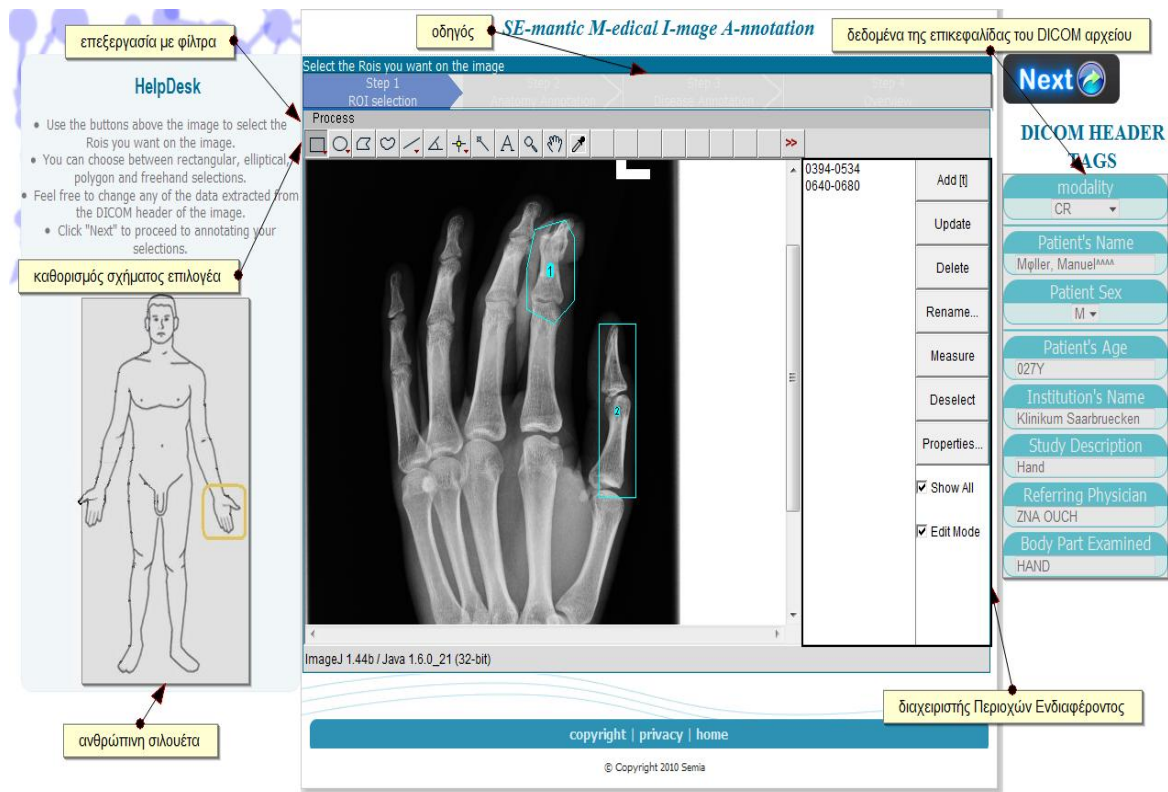 επεξεργασία με φίλτρα
οδηγός
SE-mantic M-edical I-mage A-nnotation
δεδομένα της επικεφαλίδας του DICOM αρχείου
HelpDesk
• Use the buttons above the image to select the
Rois you want on the image.
• You can choose between rectangular, elliptical,
polygon and freehand selections.
• Feel free to change any of the data extracted from
the DICOM header of the image.
• Click "Next" to proceed to annotating your
selections.
καθορισμός σχήματος επιλογέα
ανθρώπινη σιλουέτα
Select the Rois you want on the image
Step 1
ROI selection
Step 2
Anatomy Annotation
Step 3
Step 4
Overview
Process
A
>>
L
1
2
0394-0534
0640-0680
Add [t]
Update
Delete
Rename...
Measure
Deselect
Properties...
Show All
Edit Mode
ImageJ 1.44b / Java 1.6.0_21 (32-bit)
Next
DICOM HEADER
TAGS
modality
CR
Patient's Name
Mφller, Manuel^^^^
Patient Sex
M
Patient's Age
027Y
Institution's Name
Klinikum Saarbruecken
Study Description
Hand
Referring Physician
ZNA OUCH
Body Part Examined
HAND
διαχειριστής Περιοχών Ενδιαφέροντος
copyright | privacy | home
© Copyright 2010 Semia